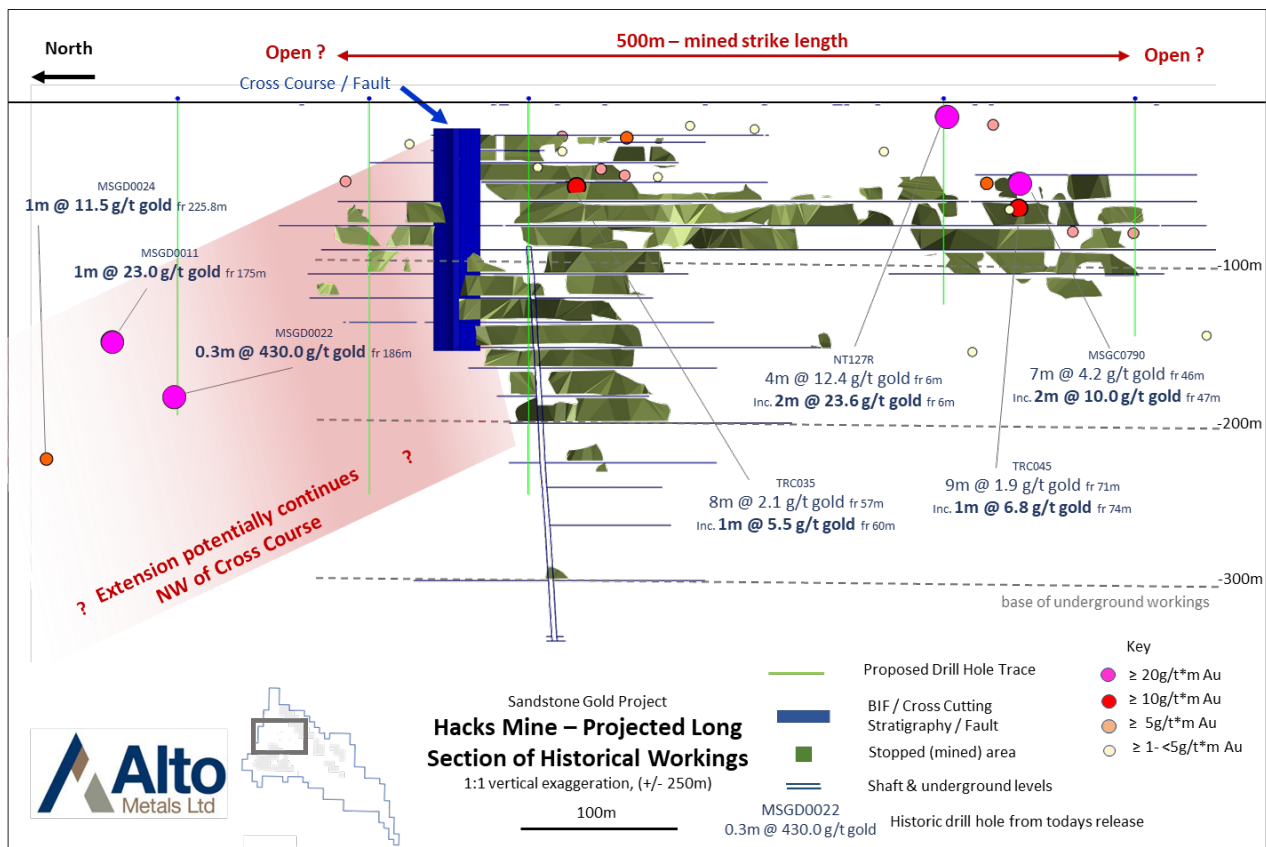 North
Open ?
500m – mined strike length
Open ?
Cross Course / Fault
MSGD0024
1m @ 11.5 g/t gold fr 225.8m
MSGD0011
1m @ 23.0 g/t gold fr 175m
MSGD0022
0.3m @ 430.0 g/t gold fr 186m
-100m
NT127R
4m @ 12.4 g/t gold fr 6m
Inc. 2m @ 23.6 g/t gold fr 6m
MSGC0790
7m @ 4.2 g/t gold fr 46m
Inc. 2m @ 10.0 g/t gold fr 47m
-200m
TRC035
8m @ 2.1 g/t gold fr 57m
Inc. 1m @ 5.5 g/t gold fr 60m
TRC045
9m @ 1.9 g/t gold fr 71m
Inc. 1m @ 6.8 g/t gold fr 74m
?
? Extension potentially continues
NW of Cross Course
-300m
base of underground workings
Alto
Metals Ltd
Sandstone Gold Project
Hacks Mine – Projected Long
Section of Historical Workings
1:1 vertical exaggeration, (+/- 250m)
100m
Proposed Drill Hole Trace
BIF / Cross Cutting
Stratigraphy / Fault
Stopped (mined) area
Shaft & underground levels
MSGD0022
0.3m @ 430.0 g/t gold
Historic drill hole from todays release
Key
≥ 20g/t*m Au
≥ 10g/t*m Au
≥ 5g/t*m Au
≥ 1- <5g/t*m Au